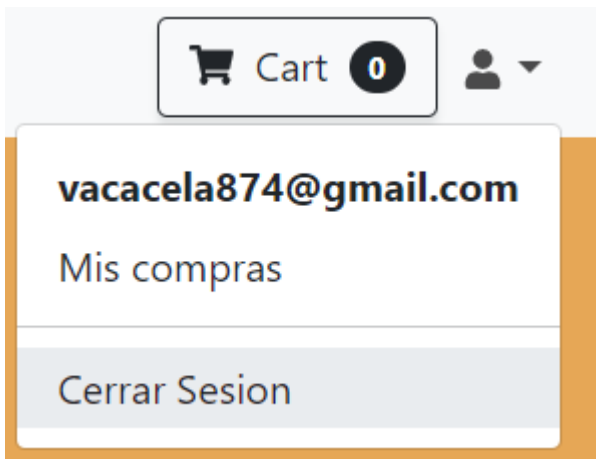 Cart 0
vacacela874@gmail.com
Mis compras
Cerrar Sesion